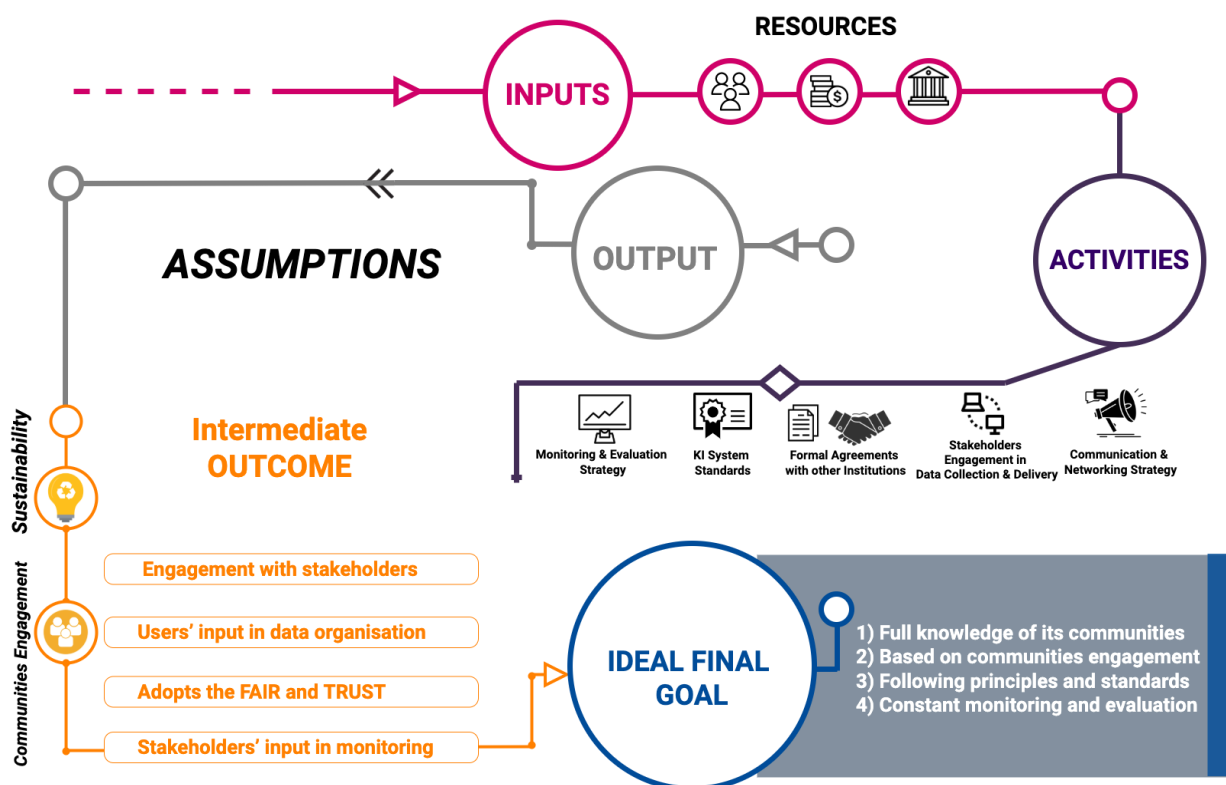 RESOURCES
INPUTS
ASSUMPTIONS
OUTPUT
ACTIVITIES
Monitoring & Evaluation
Strategy
KI System
Standards
Formal Agreements
with other Institutions
Stakeholders
Engagement in
Data Collection & Delivery
Communication &
Networking Strategy
Sustainability
Intermediate
OUTCOME
Communities Engagement
Engagement with stakeholders
Users’ input in data organisation
Adopts the FAIR and TRUST
Stakeholders’ input in monitoring
IDEAL FINAL
GOAL
1) Full knowledge of its communities
2) Based on communities engagement
3) Following principles and standards
4) Constant monitoring and evaluation